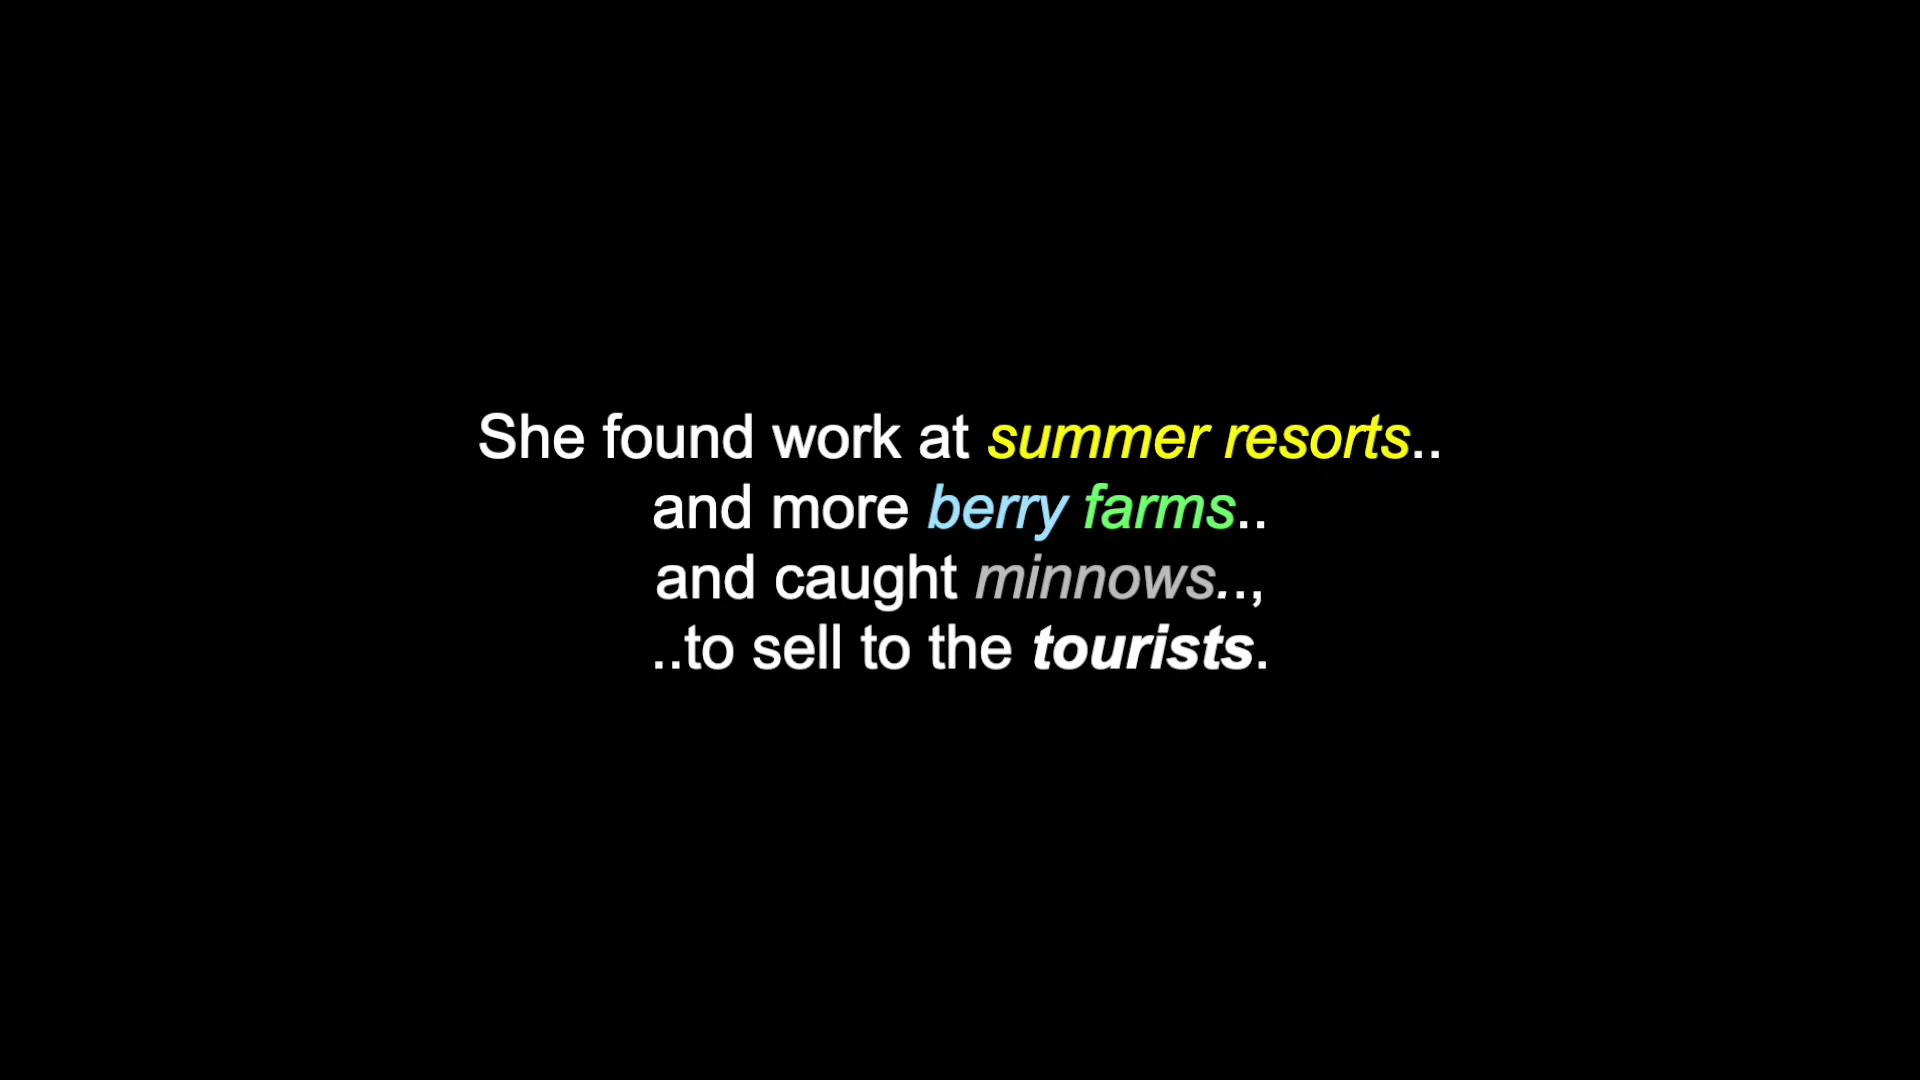 She found work at summer resorts..
and more berry farms..
and caught minnows..,
..to sell to the tourists.